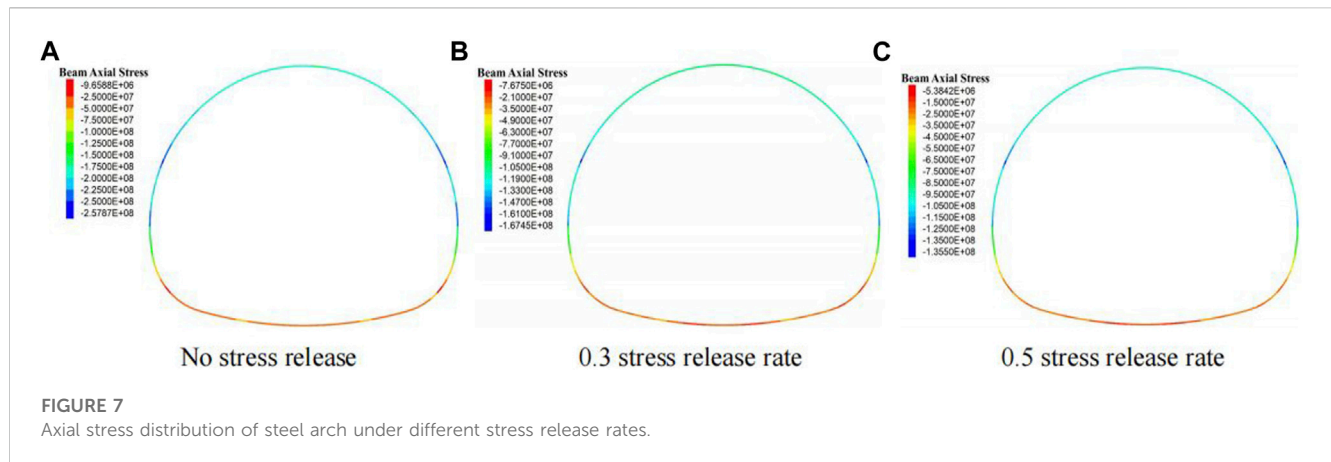 A
Beam Axial Stress
-9.6588E+06
-2.5000E+07
-5.0000E+07
-7.5000E+07
-1.0000E+08
-1.2500E+08
-1.5000E+08
-1.7500E+08
-2.0000E+08
-2.2500E+08
-2.5000E+08
-2.5787E+08
No stress release
B
Beam Axial Stress
-7.6750E+06
-2.1000E+07
-3.5000E+07
-4.9000E+07
-6.3000E+07
-7.7000E+07
-9.1000E+07
-1.0500E+08
-1.1900E+08
-1.3300E+08
-1.4700E+08
-1.6100E+08
-1.6745E+08
0.3 stress release rate
C
Beam Axial Stress
-5.3842E+06
-1.5000E+07
-2.5000E+07
-3.5000E+07
-4.5000E+07
-5.5000E+07
-6.5000E+07
-7.5000E+07
-8.5000E+07
-9.5000E+07
-1.0500E+08
-1.1500E+08
-1.2500E+08
-1.3500E+08
-1.3550E+08
0.5 stress release rate
FIGURE 7
Axial stress distribution of steel arch under different stress release rates.